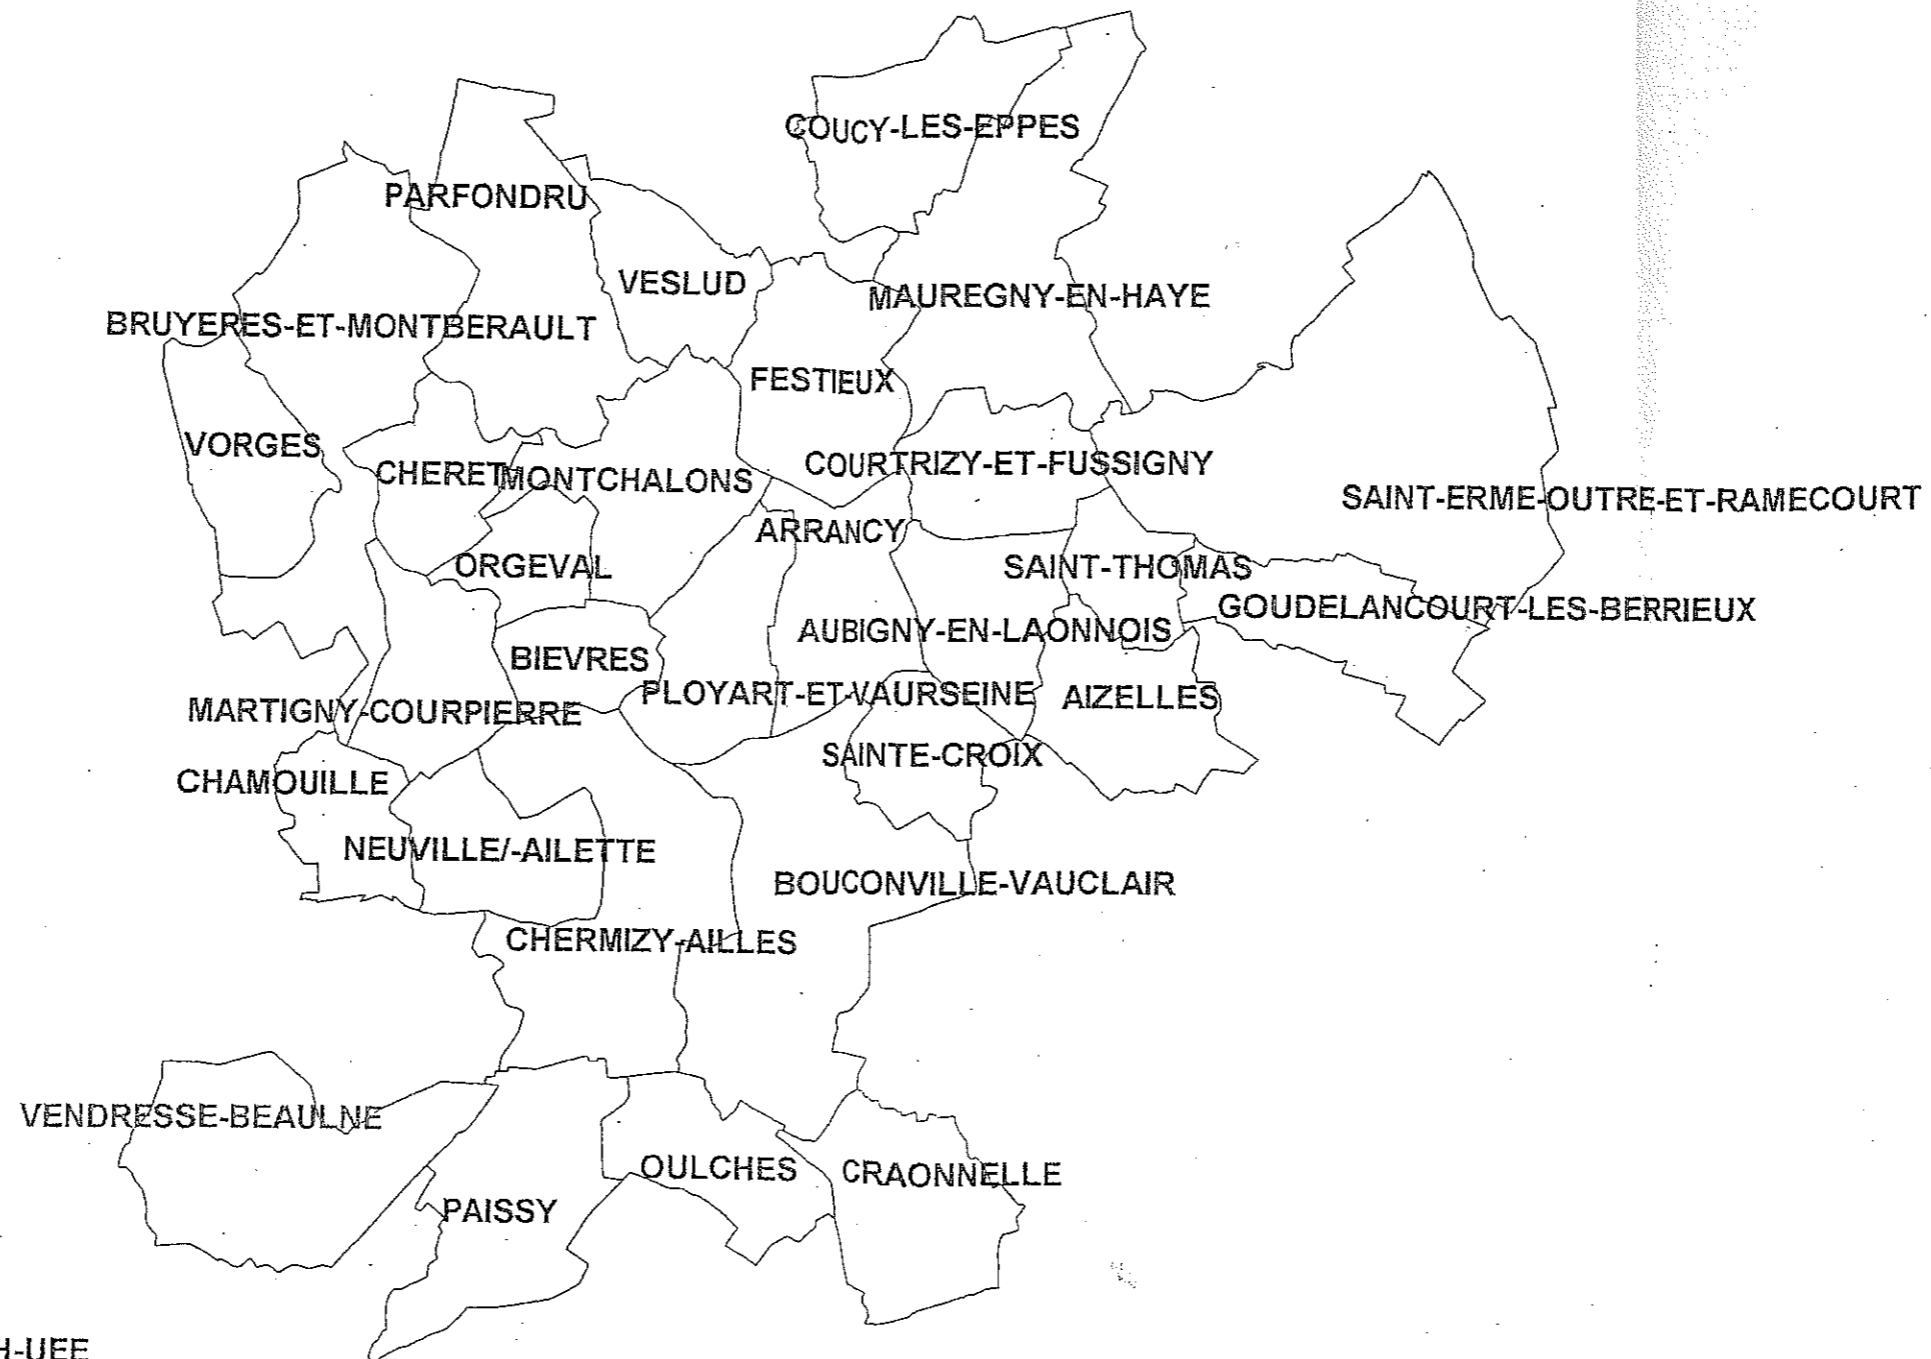 COUCY-LES-EPPES
PARFONDRU
VESLUD
MAUREGNY-EN-HAYE
BRUYERES-ET-MONTBERAULT
FESTIEUX
VORGES
COURTRIZY-ET-FUSSIGNY
CHERET
MONTCHALONS
SAINT-ERME-OUTRE-ET-RAMECOURT
ARRANCY
ORGEVAL
SAINT-THOMAS
GOUDELANCOURT-LES-BERRIEUX
AUBIGNY-EN-LAONNOIS
BIEVRES
PLOYART-ET-VAURSEINE
AIZELLES
MARTIGNY-COURPIERRE
SAINTE-CROIX
CHAMOUILLE
NEUVILLE/-AILETTE
BOUCONVILLE-VAUCLAIR
CHERMIZY-AILLES
VENDRESSE-BEAULNE
OULCHES
CRAONNELLE
PAISSY
H-UEE